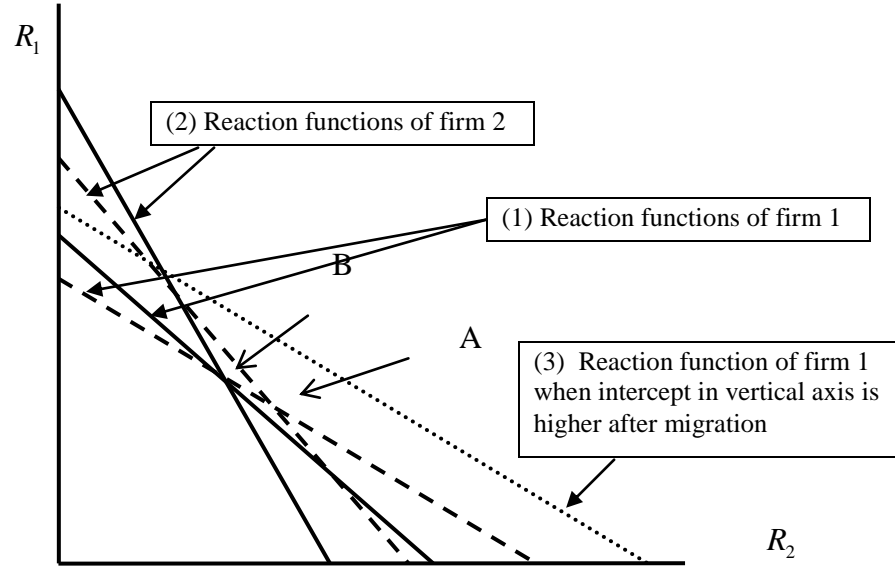 R1
(2) Reaction functions of firm 2
(1) Reaction functions of firm 1
B
A
(3) Reaction function of firm 1
when intercept in vertical axis is
higher after migration
R2